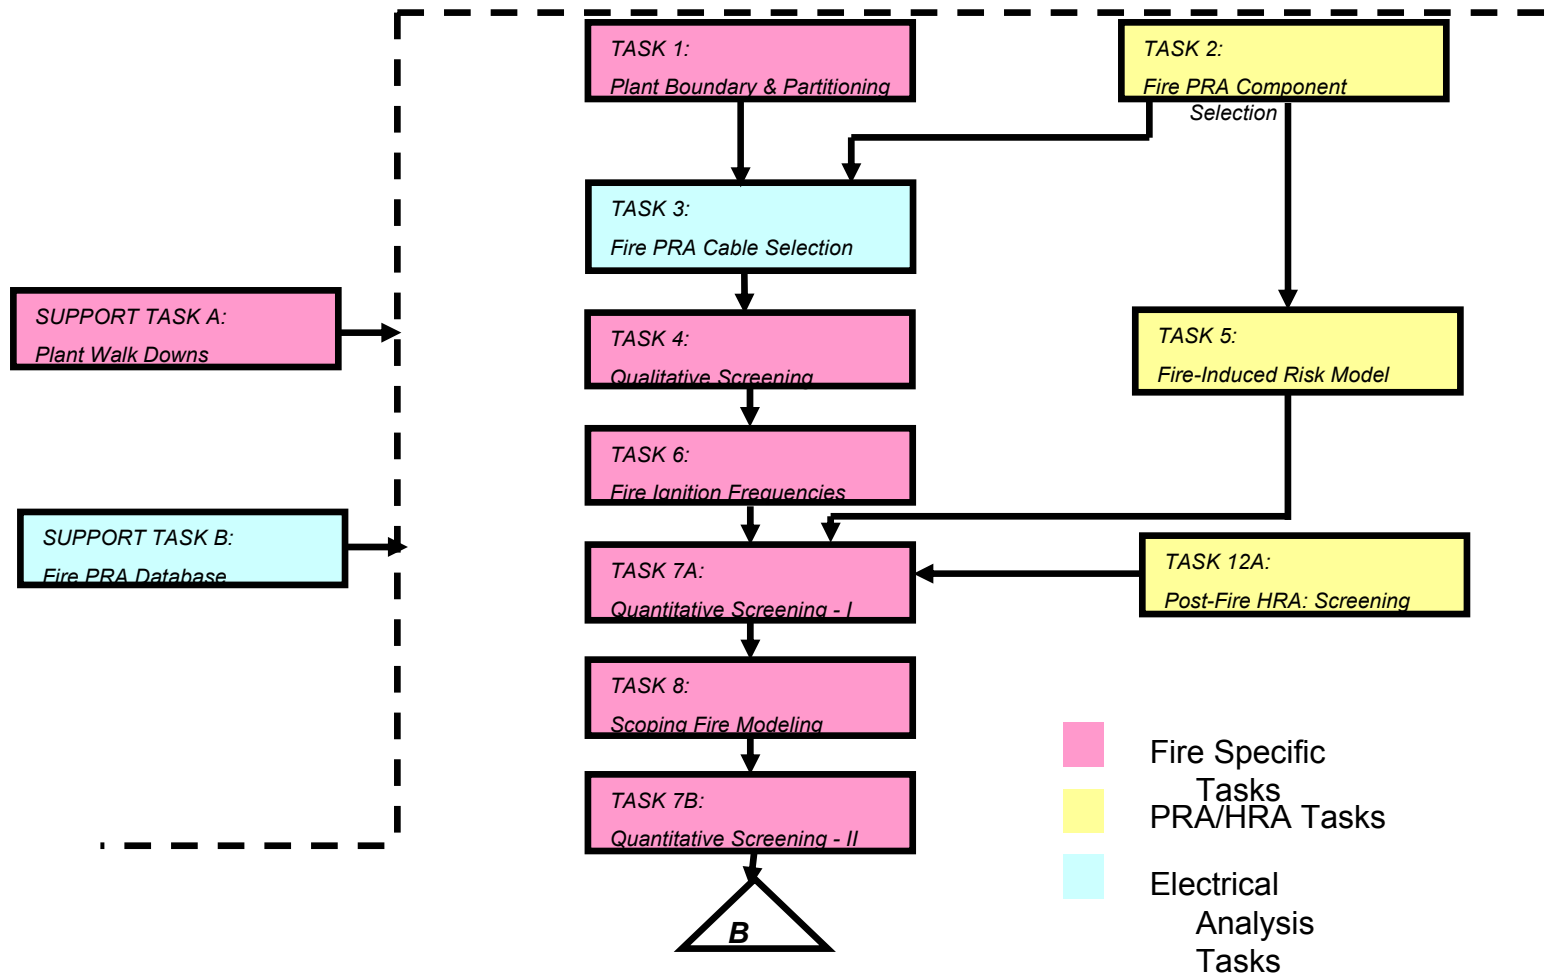 TASK 1:
Plant Boundary & Partitioning
TASK 2:
Fire PRA Component
Selection
TASK 3:
Fire PRA Cable Selection
SUPPORT TASK A:
Plant Walk Downs
TASK 4:
Qualitative Screening
TASK 5:
Fire-Induced Risk Model
TASK 6:
Fire Ignition Frequencies
SUPPORT TASK B:
Fire PRA Database
TASK 7A:
Quantitative Screening - I
TASK 12A:
Post-Fire HRA: Screening
TASK 8:
Scoping Fire Modeling
TASK 7B:
Quantitative Screening - II
B
Fire Specific
Tasks
PRA/HRA Tasks
Electrical
Analysis
Tasks